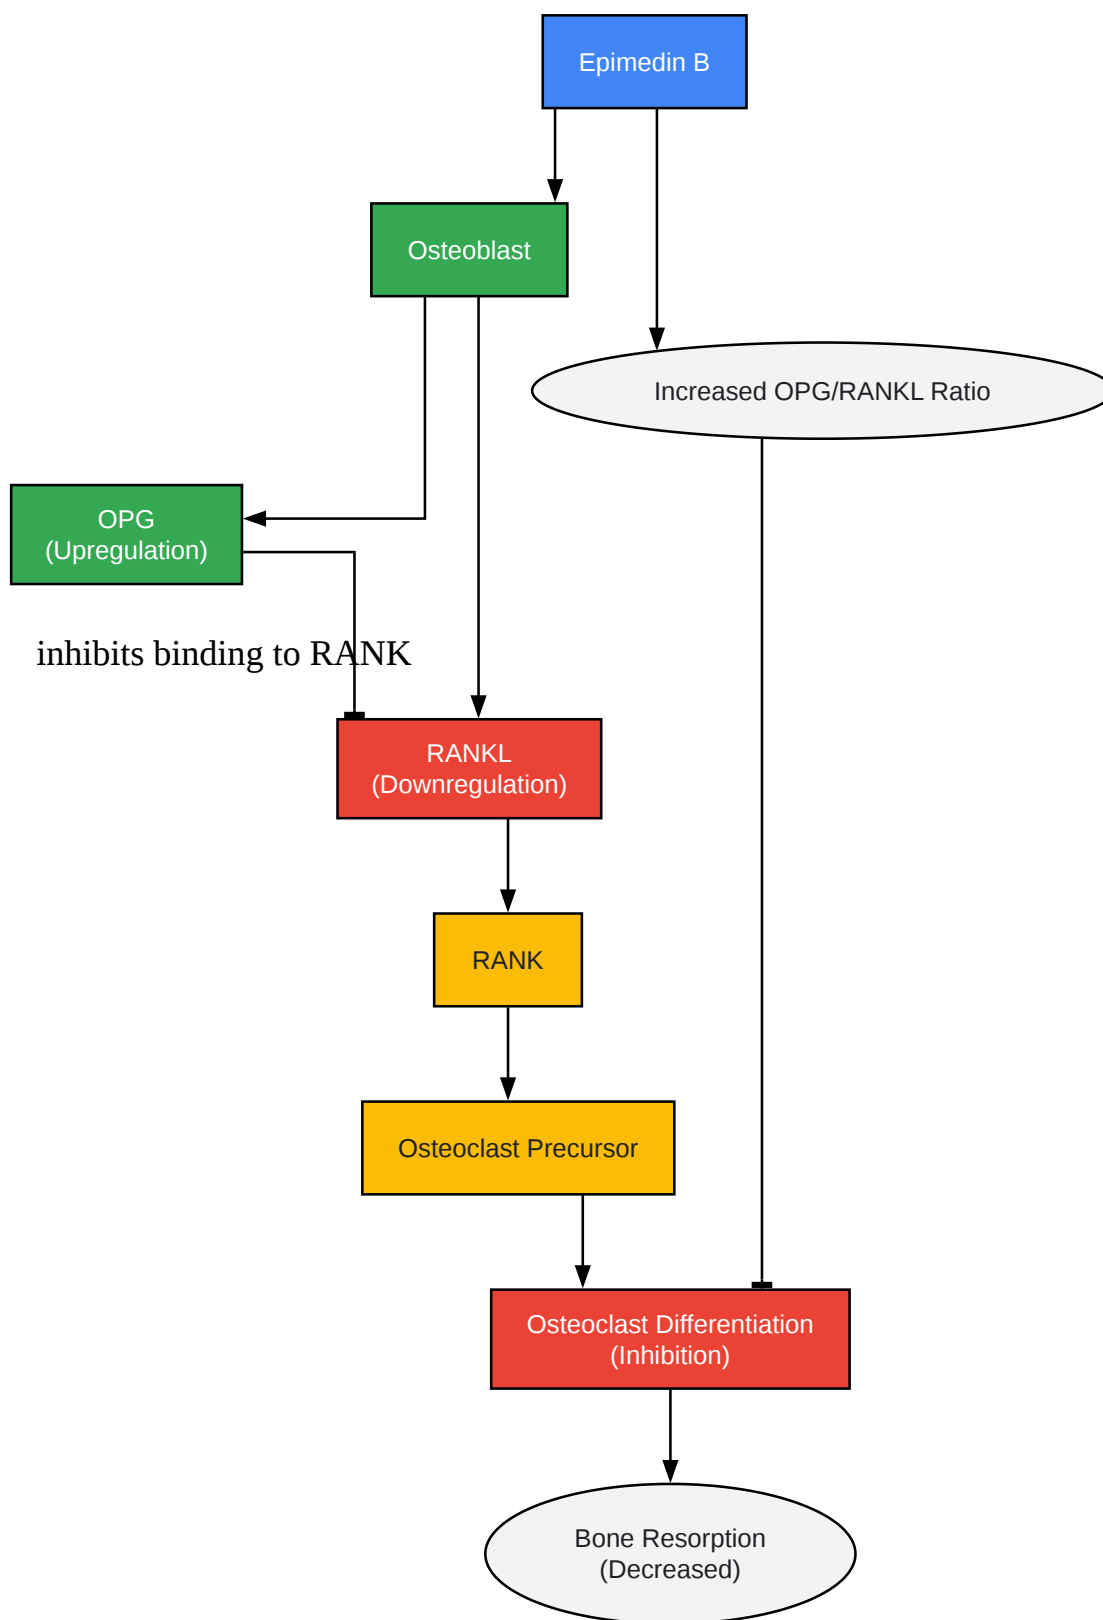 Epimedin B
Osteoblast
Increased OPG/RANKL Ratio
OPG
(Upregulation)
inhibits binding to RANK
RANKL
(Downregulation)
RANK
Osteoclast Precursor
Osteoclast Differentiation
(Inhibition)
Bone Resorption
(Decreased)